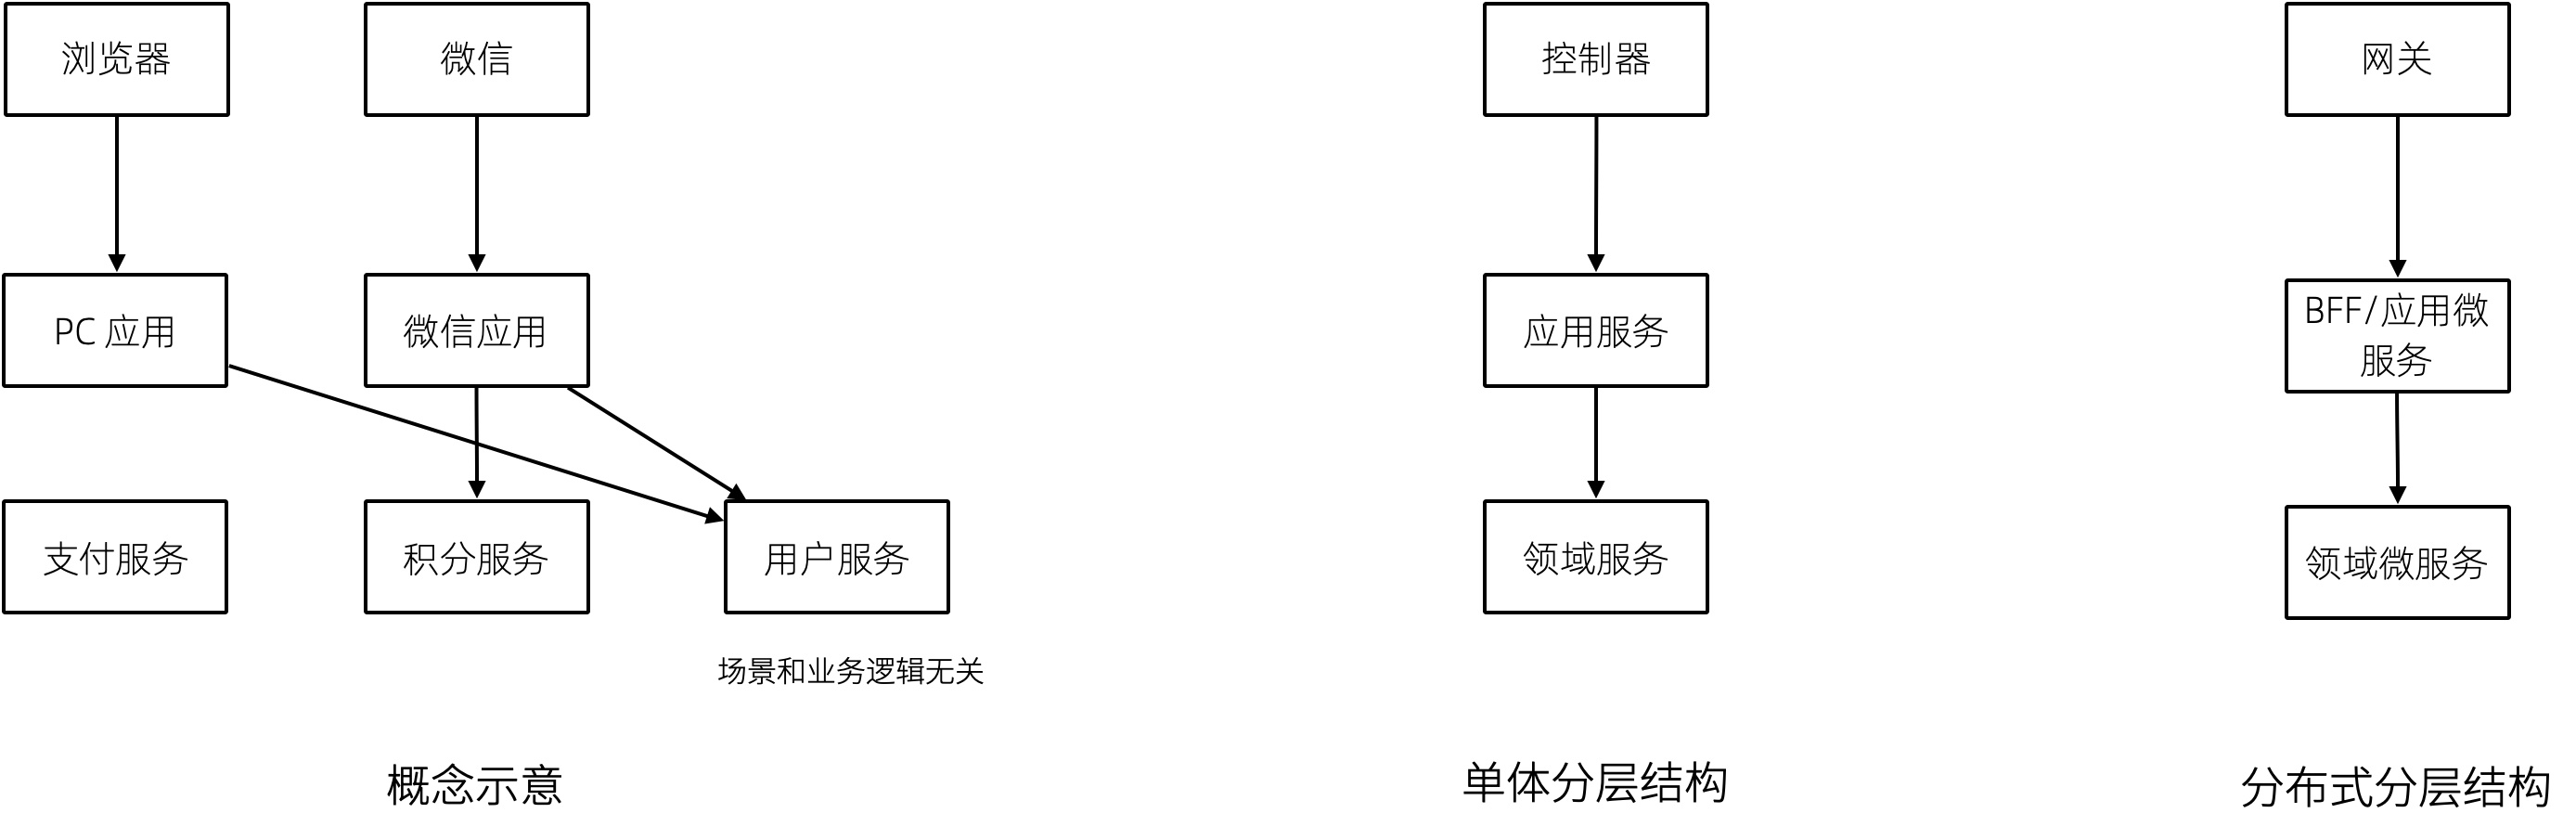 浏览器
微信
控制器
网关
PC 应用
微信应用
应用服务
BFF/应用微
服务
支付服务
积分服务
用户服务
领域服务
领域微服务
场景和业务逻辑无关
概念示意
单体分层结构
分布式分层结构